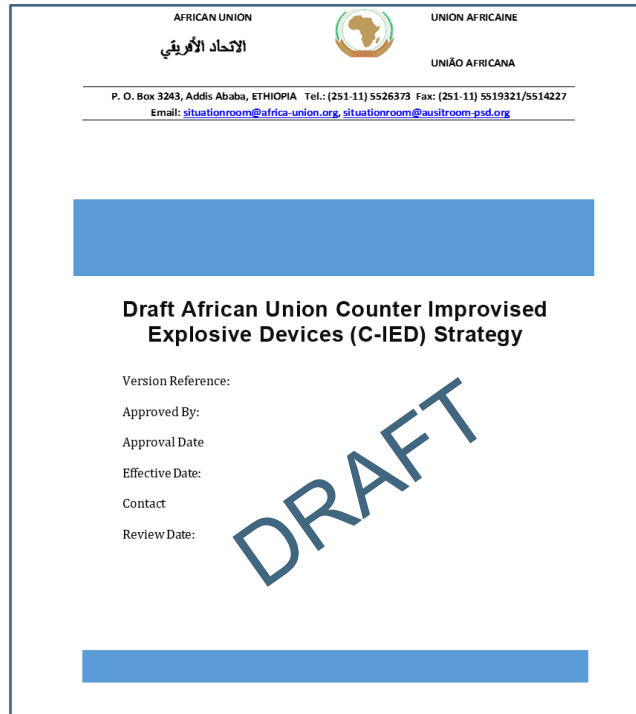 AFRICAN UNION
UNION AFRICAINE
الاتحاد الأفريقي
UNIÃO AFRICANA
P. O. Box 3243, Addis Ababa, ETHIOPIA Tel.: (251-11) 5526373 Fax: (251-11) 5519321/5514227
Email: situationroom@africa-union.org, situationroom@ausitroom-psd.org
Draft African Union Counter Improvised
Explosive Devices (C-IED) Strategy
Version Reference:
Approved By:
Approval Date
Effective Date:
Contact
Review Date:
DRAFT